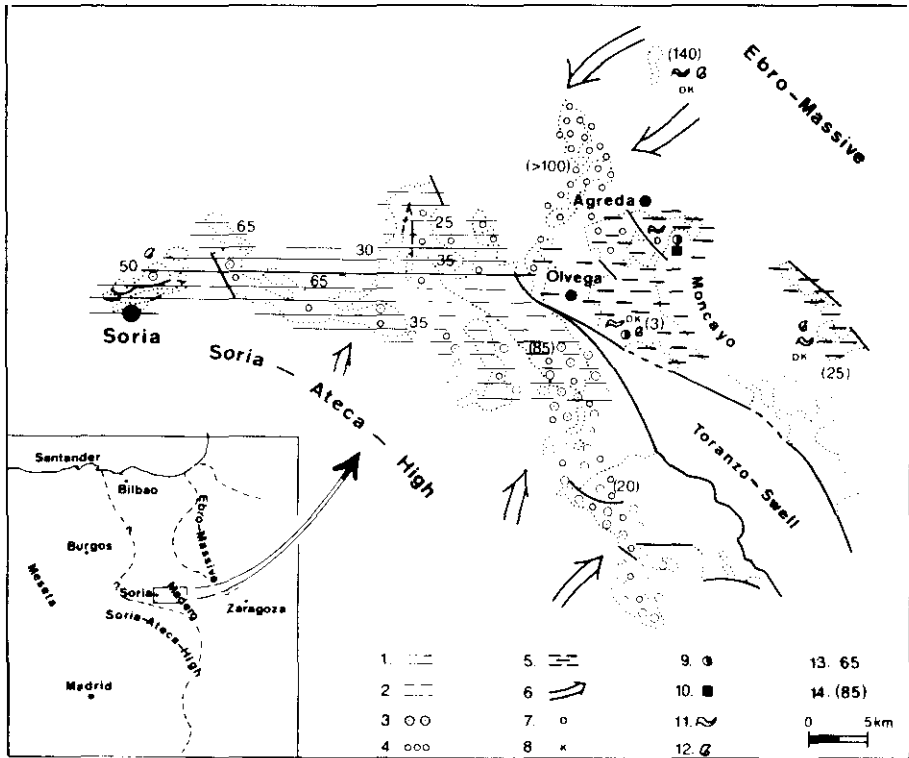 (140)
DK
Ebro-Massive
(>100)
Agreda
65
25
30
35
50
65
Olvega
DK (3)
Moncayo
35
Soria
(85)
DK
(25)
Soria - Ateca - High
Toranzo-Swell
(20)
Santander
Bilbao
Ebro-Massive
?
Burgos
Meseta
?
Soria
Zaragoza
Soria-Ateca-High
Madrid
1.
2
3
4
5.
6
7.
8
9.
10.
11.
12.
13. 65
14. (85)
0 5km